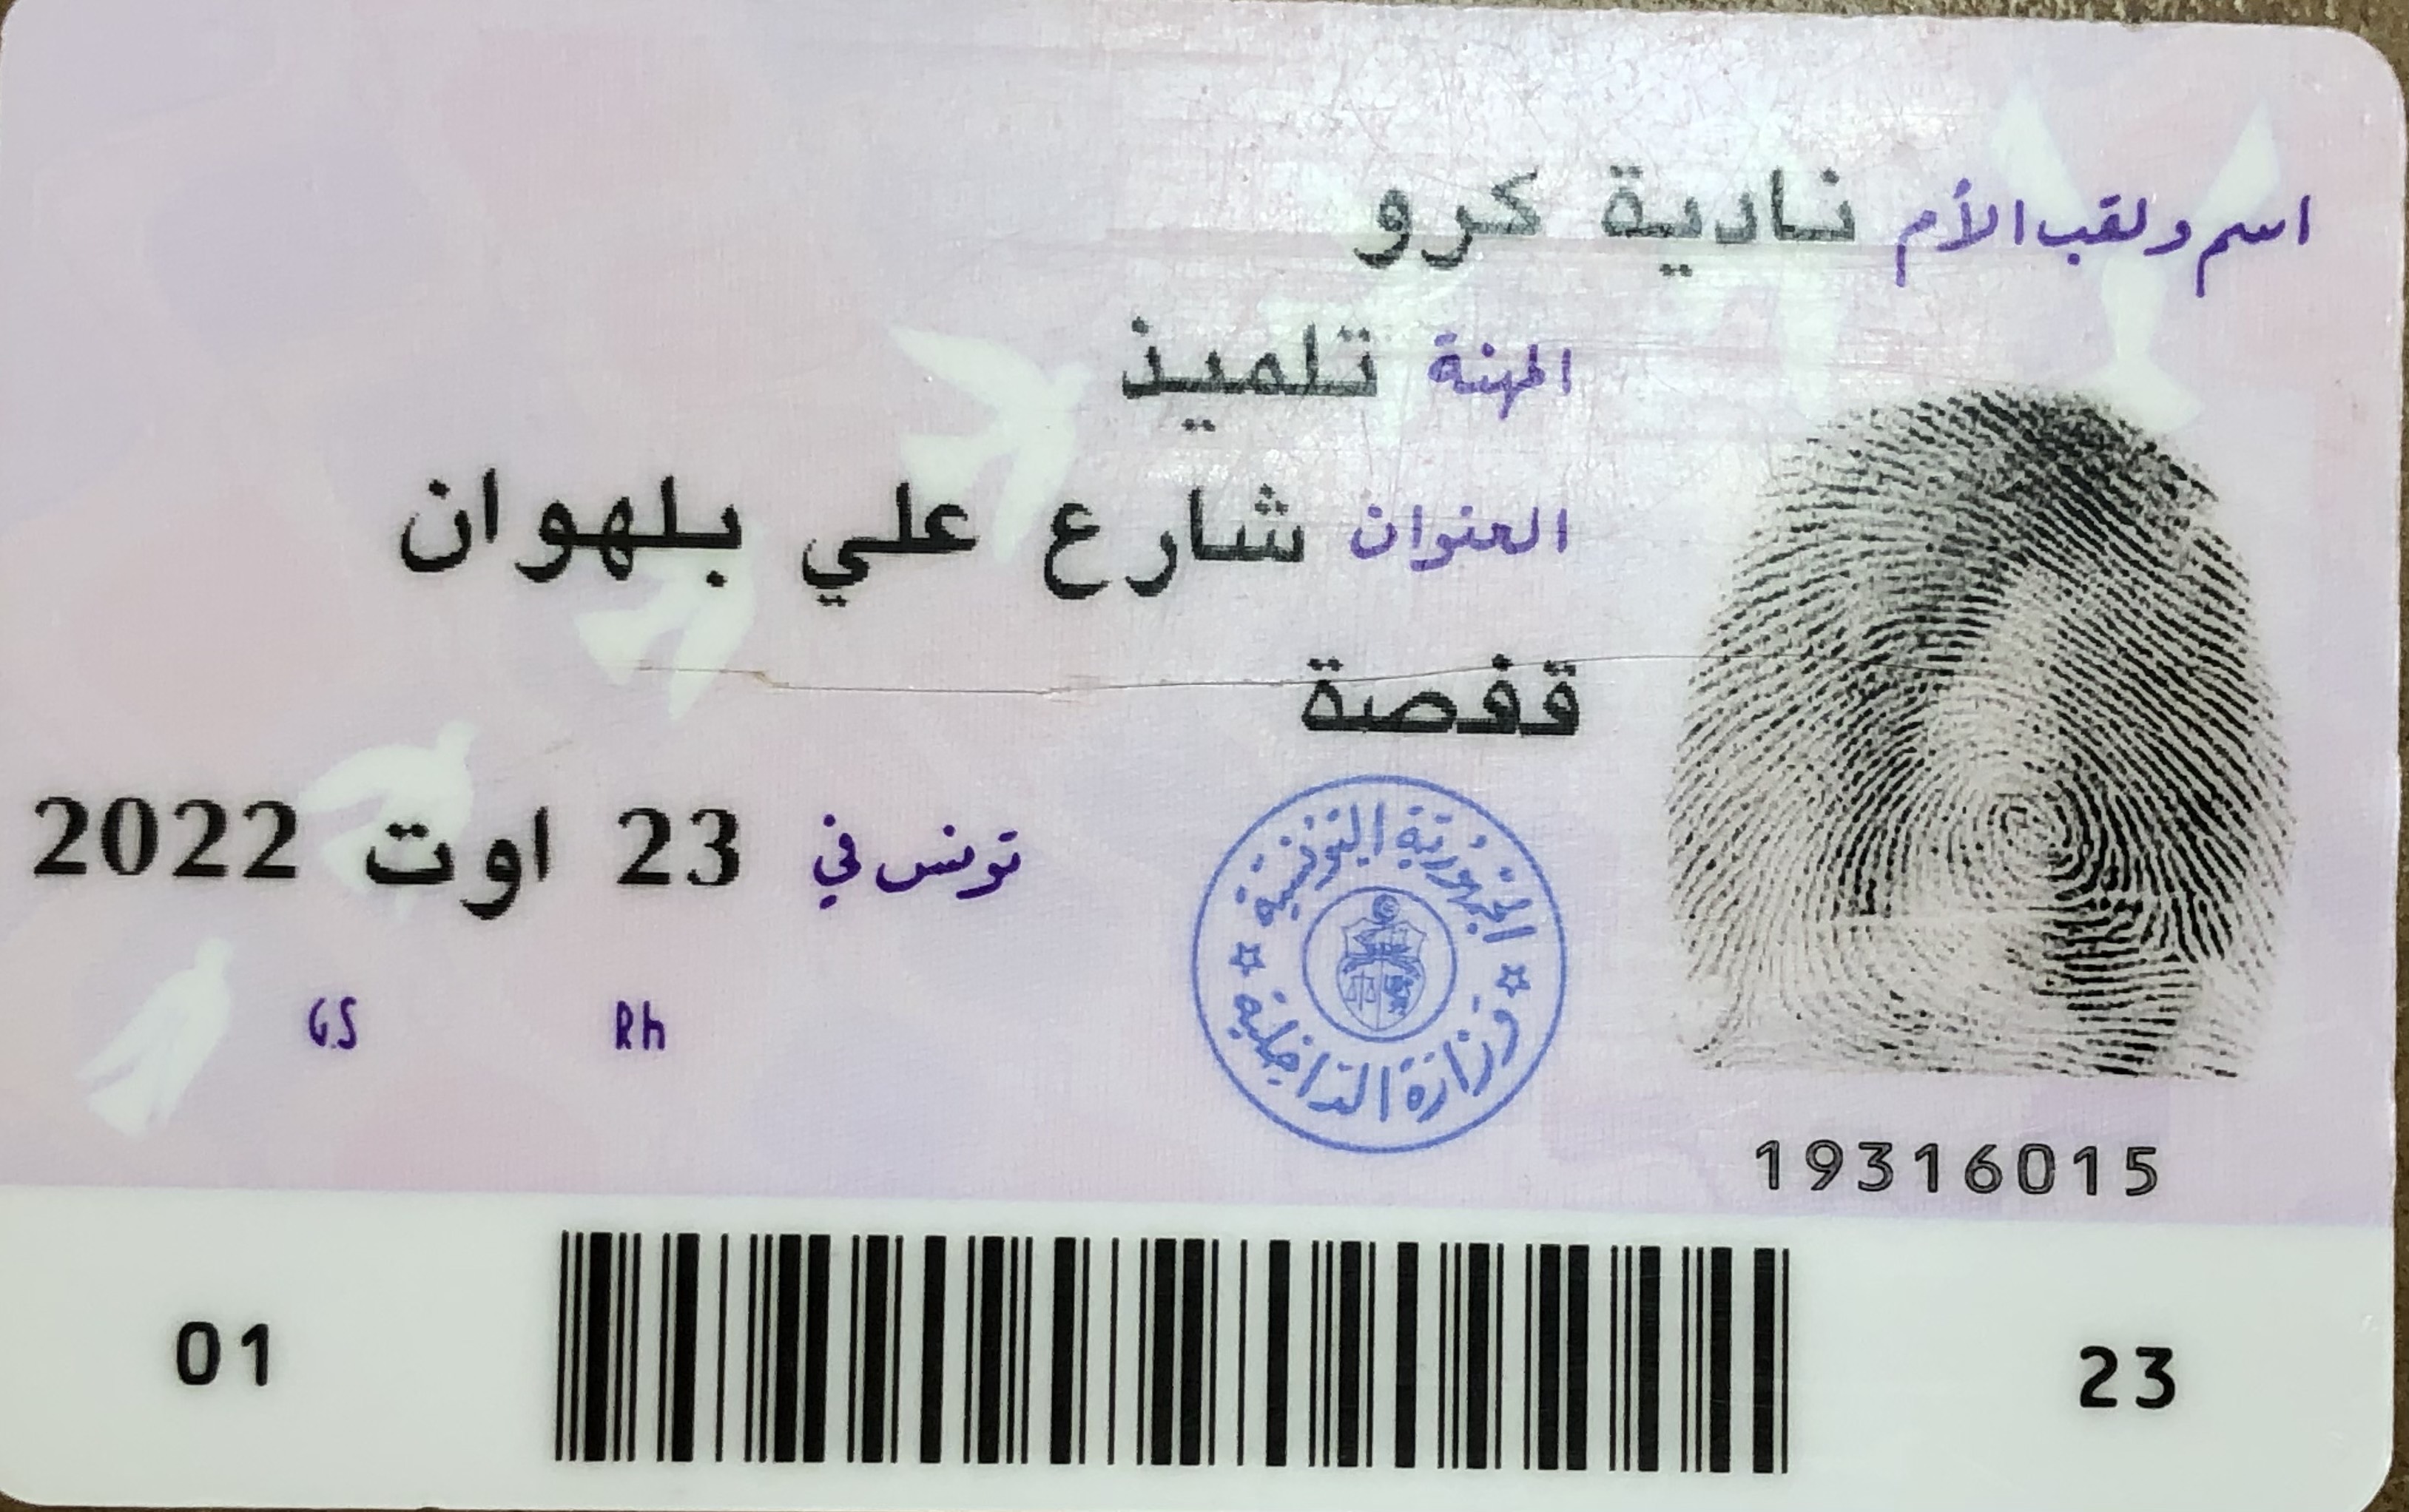 اسم ولقب الأم نادية كرو
المهنة تلميذ
العنوان شارع علي بلهوان
قفصة
تونس في 23 اوت 2022
الجمهورية التونسية
وزارة الداخلية
GS Rh
19316015
01 23